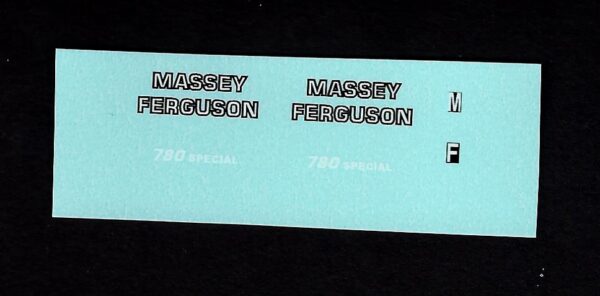 MASSEY
FERGUSON
780 SPECIAL
MASSEY
FERGUSON
780 SPECIAL
M
F